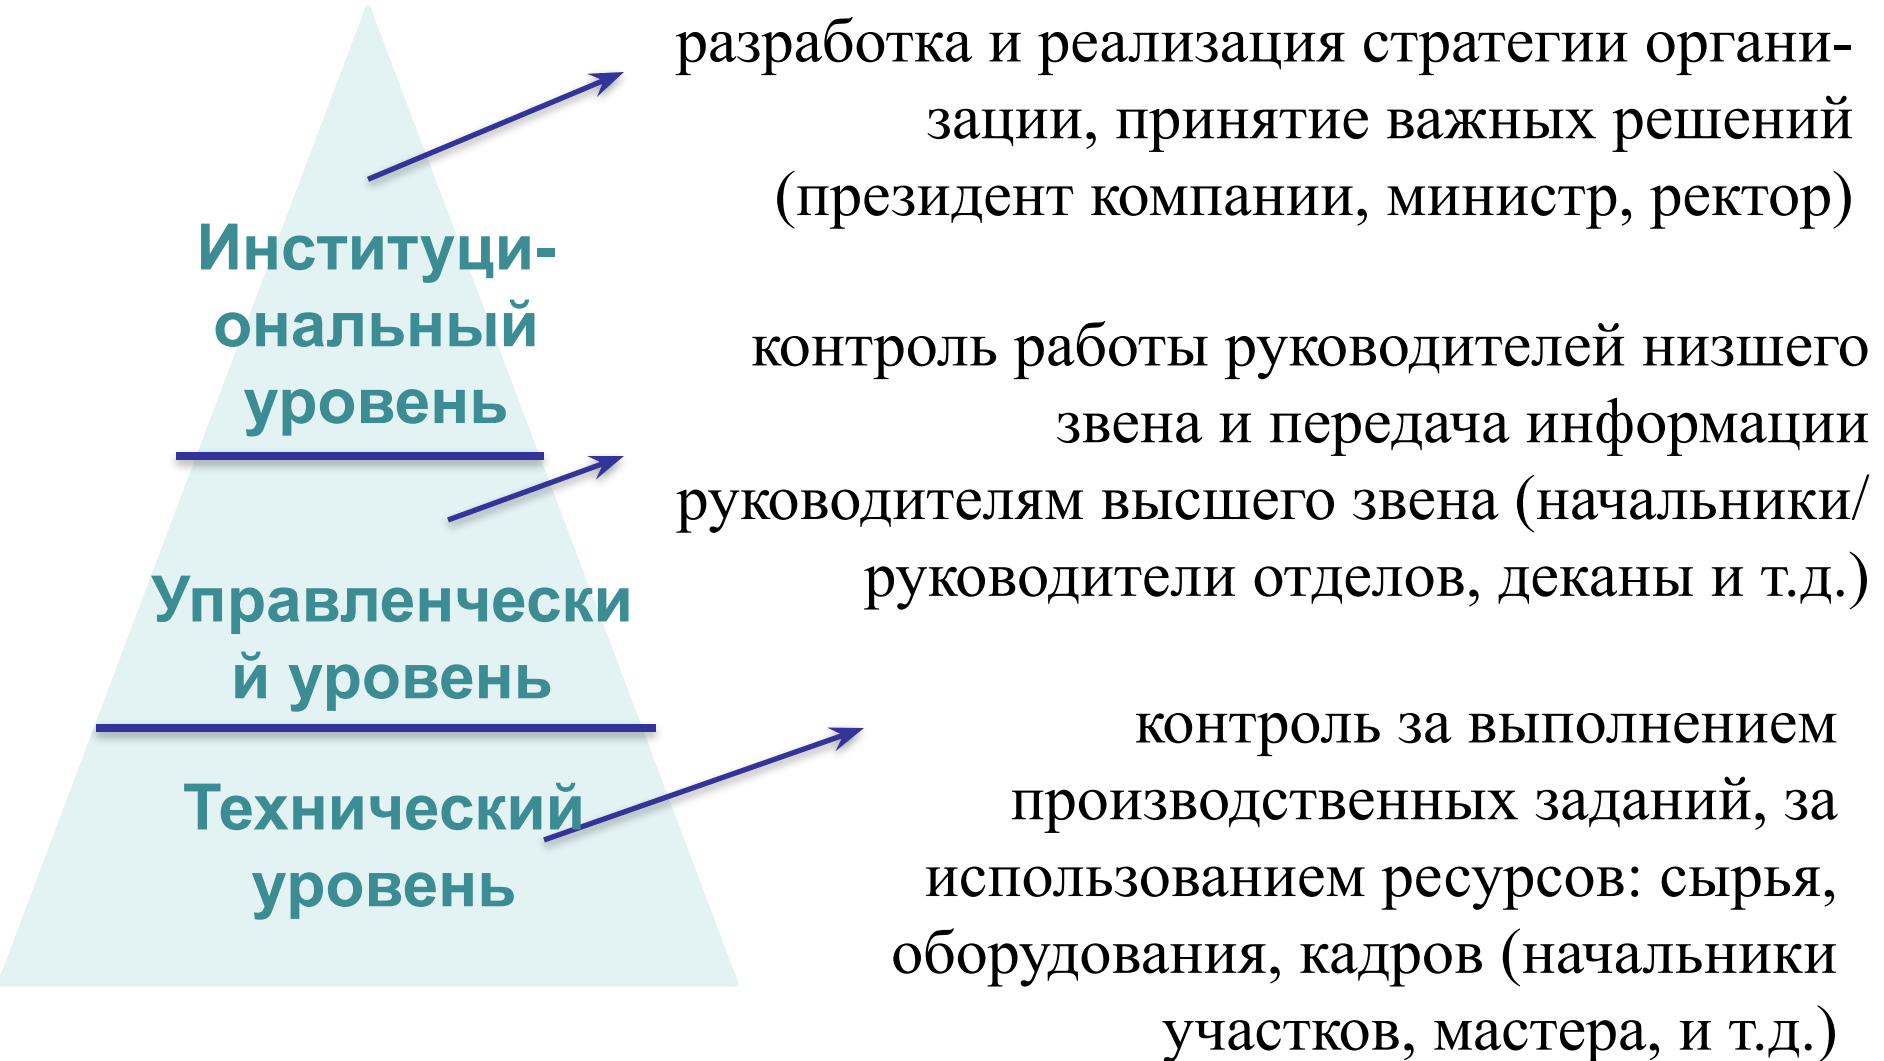 разработка и реализация стратегии органи-
зации, принятие важных решений
(президент компании, министр, ректор)
Институци-
ональный
уровень
контроль работы руководителей низшего
звена и передача информации
руководителям высшего звена (начальники/
руководители отделов, деканы и т.д.)
Управленчески
й уровень
контроль за выполнением
производственных заданий, за
использованием ресурсов: сырья,
оборудования, кадров (начальники
участков, мастера, и т.д.)
Технический
уровень